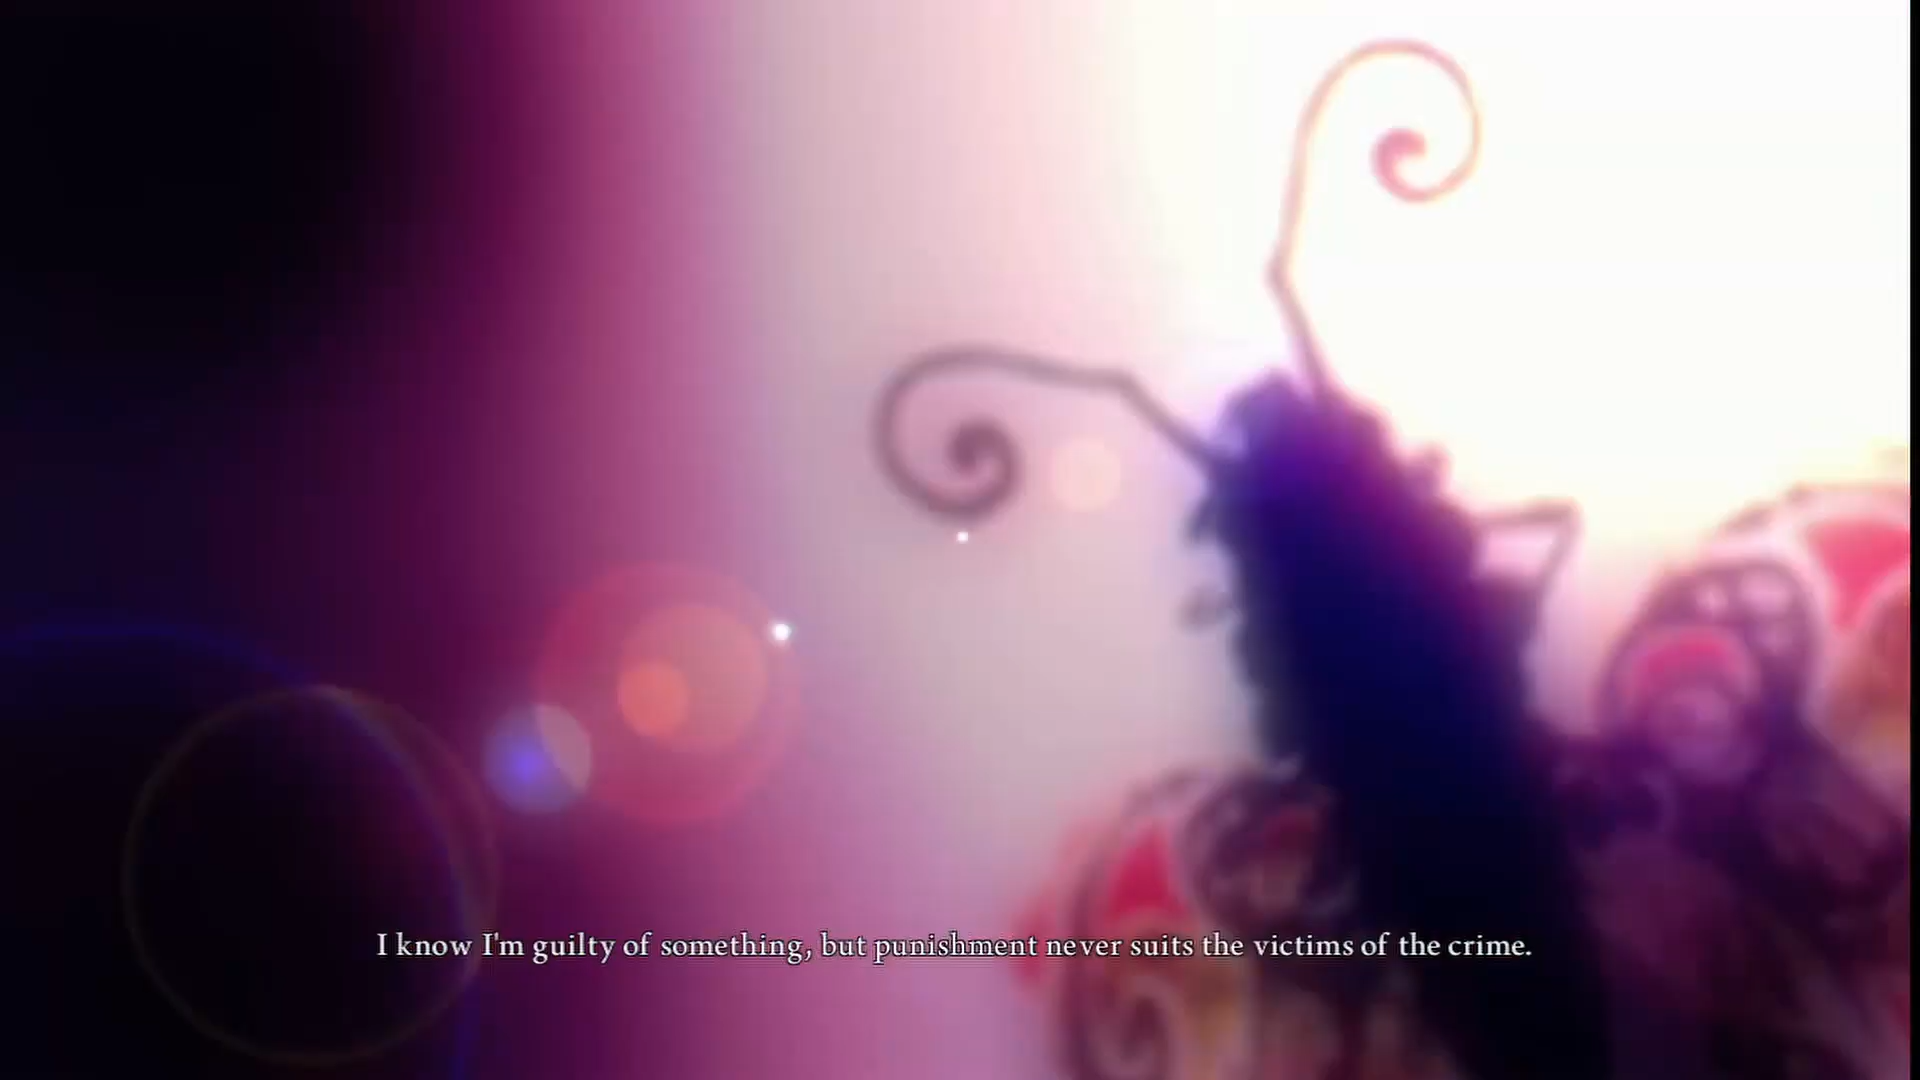 I know I'm guilty of something, but punishment never suits the victims of the crime.